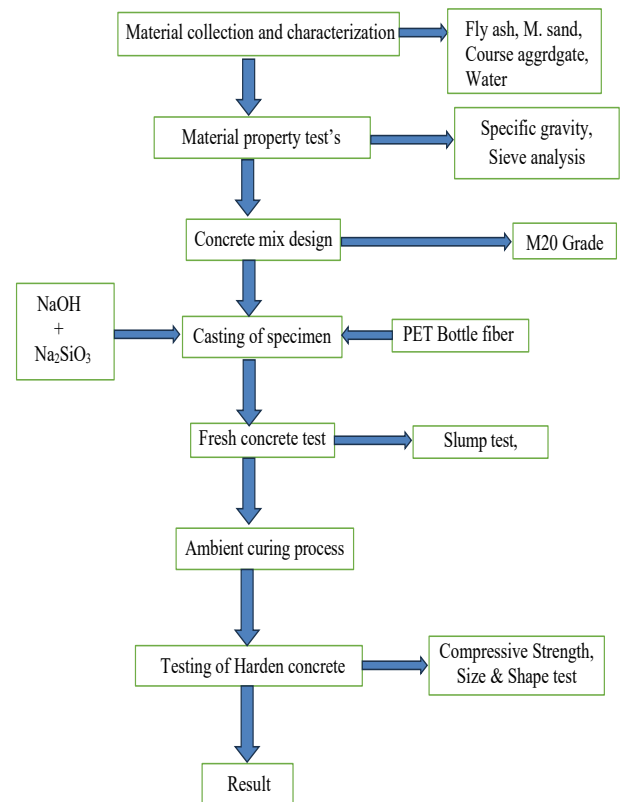 Material collection and characterization
Fly ash, M. sand,
Course aggrdgate,
Water
Material property test's
Specific gravity,
Sieve analysis
Concrete mix design
M20 Grade
NaOH
+
Na₂SiO₃
Casting of specimen
PET Bottle fiber
Fresh concrete test
Slump test,
Ambient curing process
Testing of Harden concrete
Compressive Strength,
Size & Shape test
Result